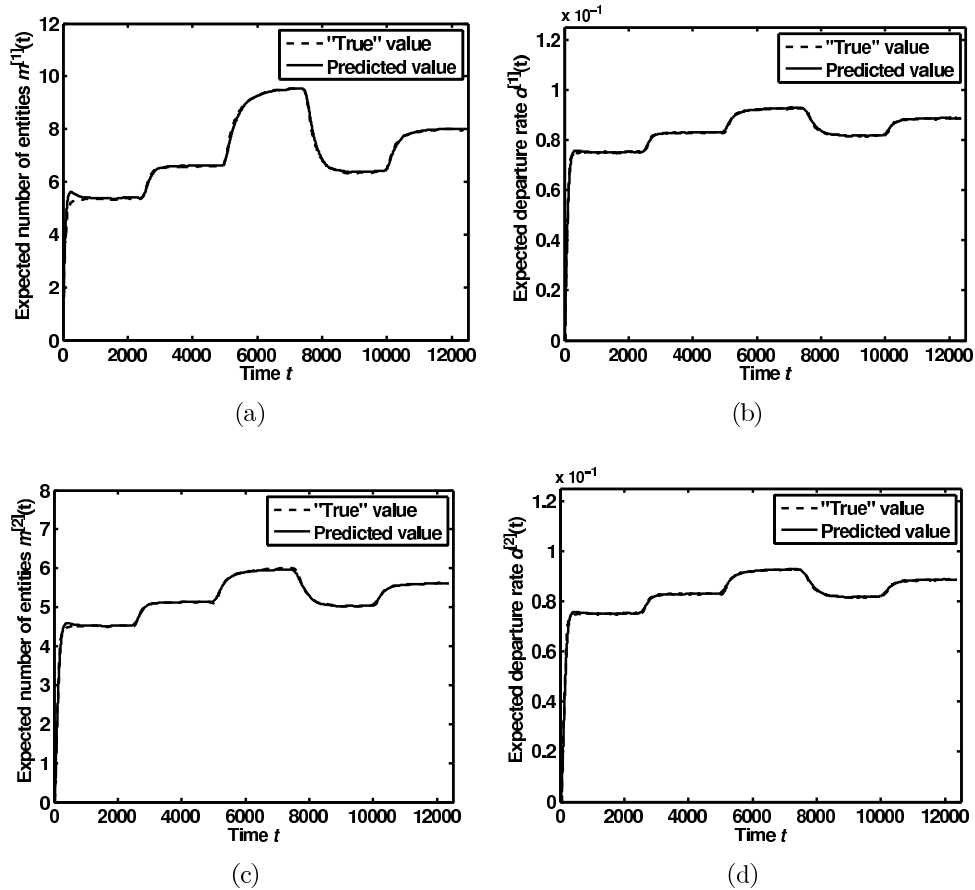 12
10
8
6
4
2
0
Expected number of entities m[1](t)
"True" value
Predicted value
0 2000 4000 6000 8000 10000 12000
Time t
(a)
x 10-1
1.2
1
0.8
0.6
0.4
0.2
0
Expected departure rate d[1](t)
"True" value
Predicted value
0 2000 4000 6000 8000 10000 12000
Time t
(b)
8
7
6
5
4
3
2
1
0
Expected number of entities m[2](t)
"True" value
Predicted value
0 2000 4000 6000 8000 10000 12000
Time t
(c)
x 10-1
1.2
1
0.8
0.6
0.4
0.2
0
Expected departure rate d[2](t)
"True" value
Predicted value
0 2000 4000 6000 8000 10000 12000
Time t
(d)